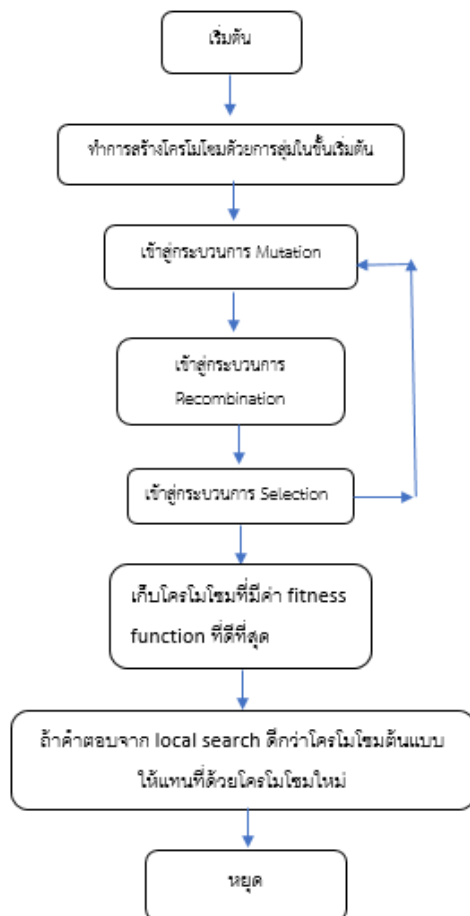 เริ่มต้น
ทำการสร้างโครโมโซมด้วยการสุ่มในขั้นเริ่มต้น
เข้าสู่กระบวนการ Mutation
เข้าสู่กระบวนการ
Recombination
เข้าสู่กระบวนการ Selection
เก็บโครโมโซมที่มีค่า fitness
function ที่ดีที่สุด
ถ้าคำตอบจาก local search ดีกว่าโครโมโซมต้นแบบ
ให้แทนที่ด้วยโครโมโซมใหม่
หยุด